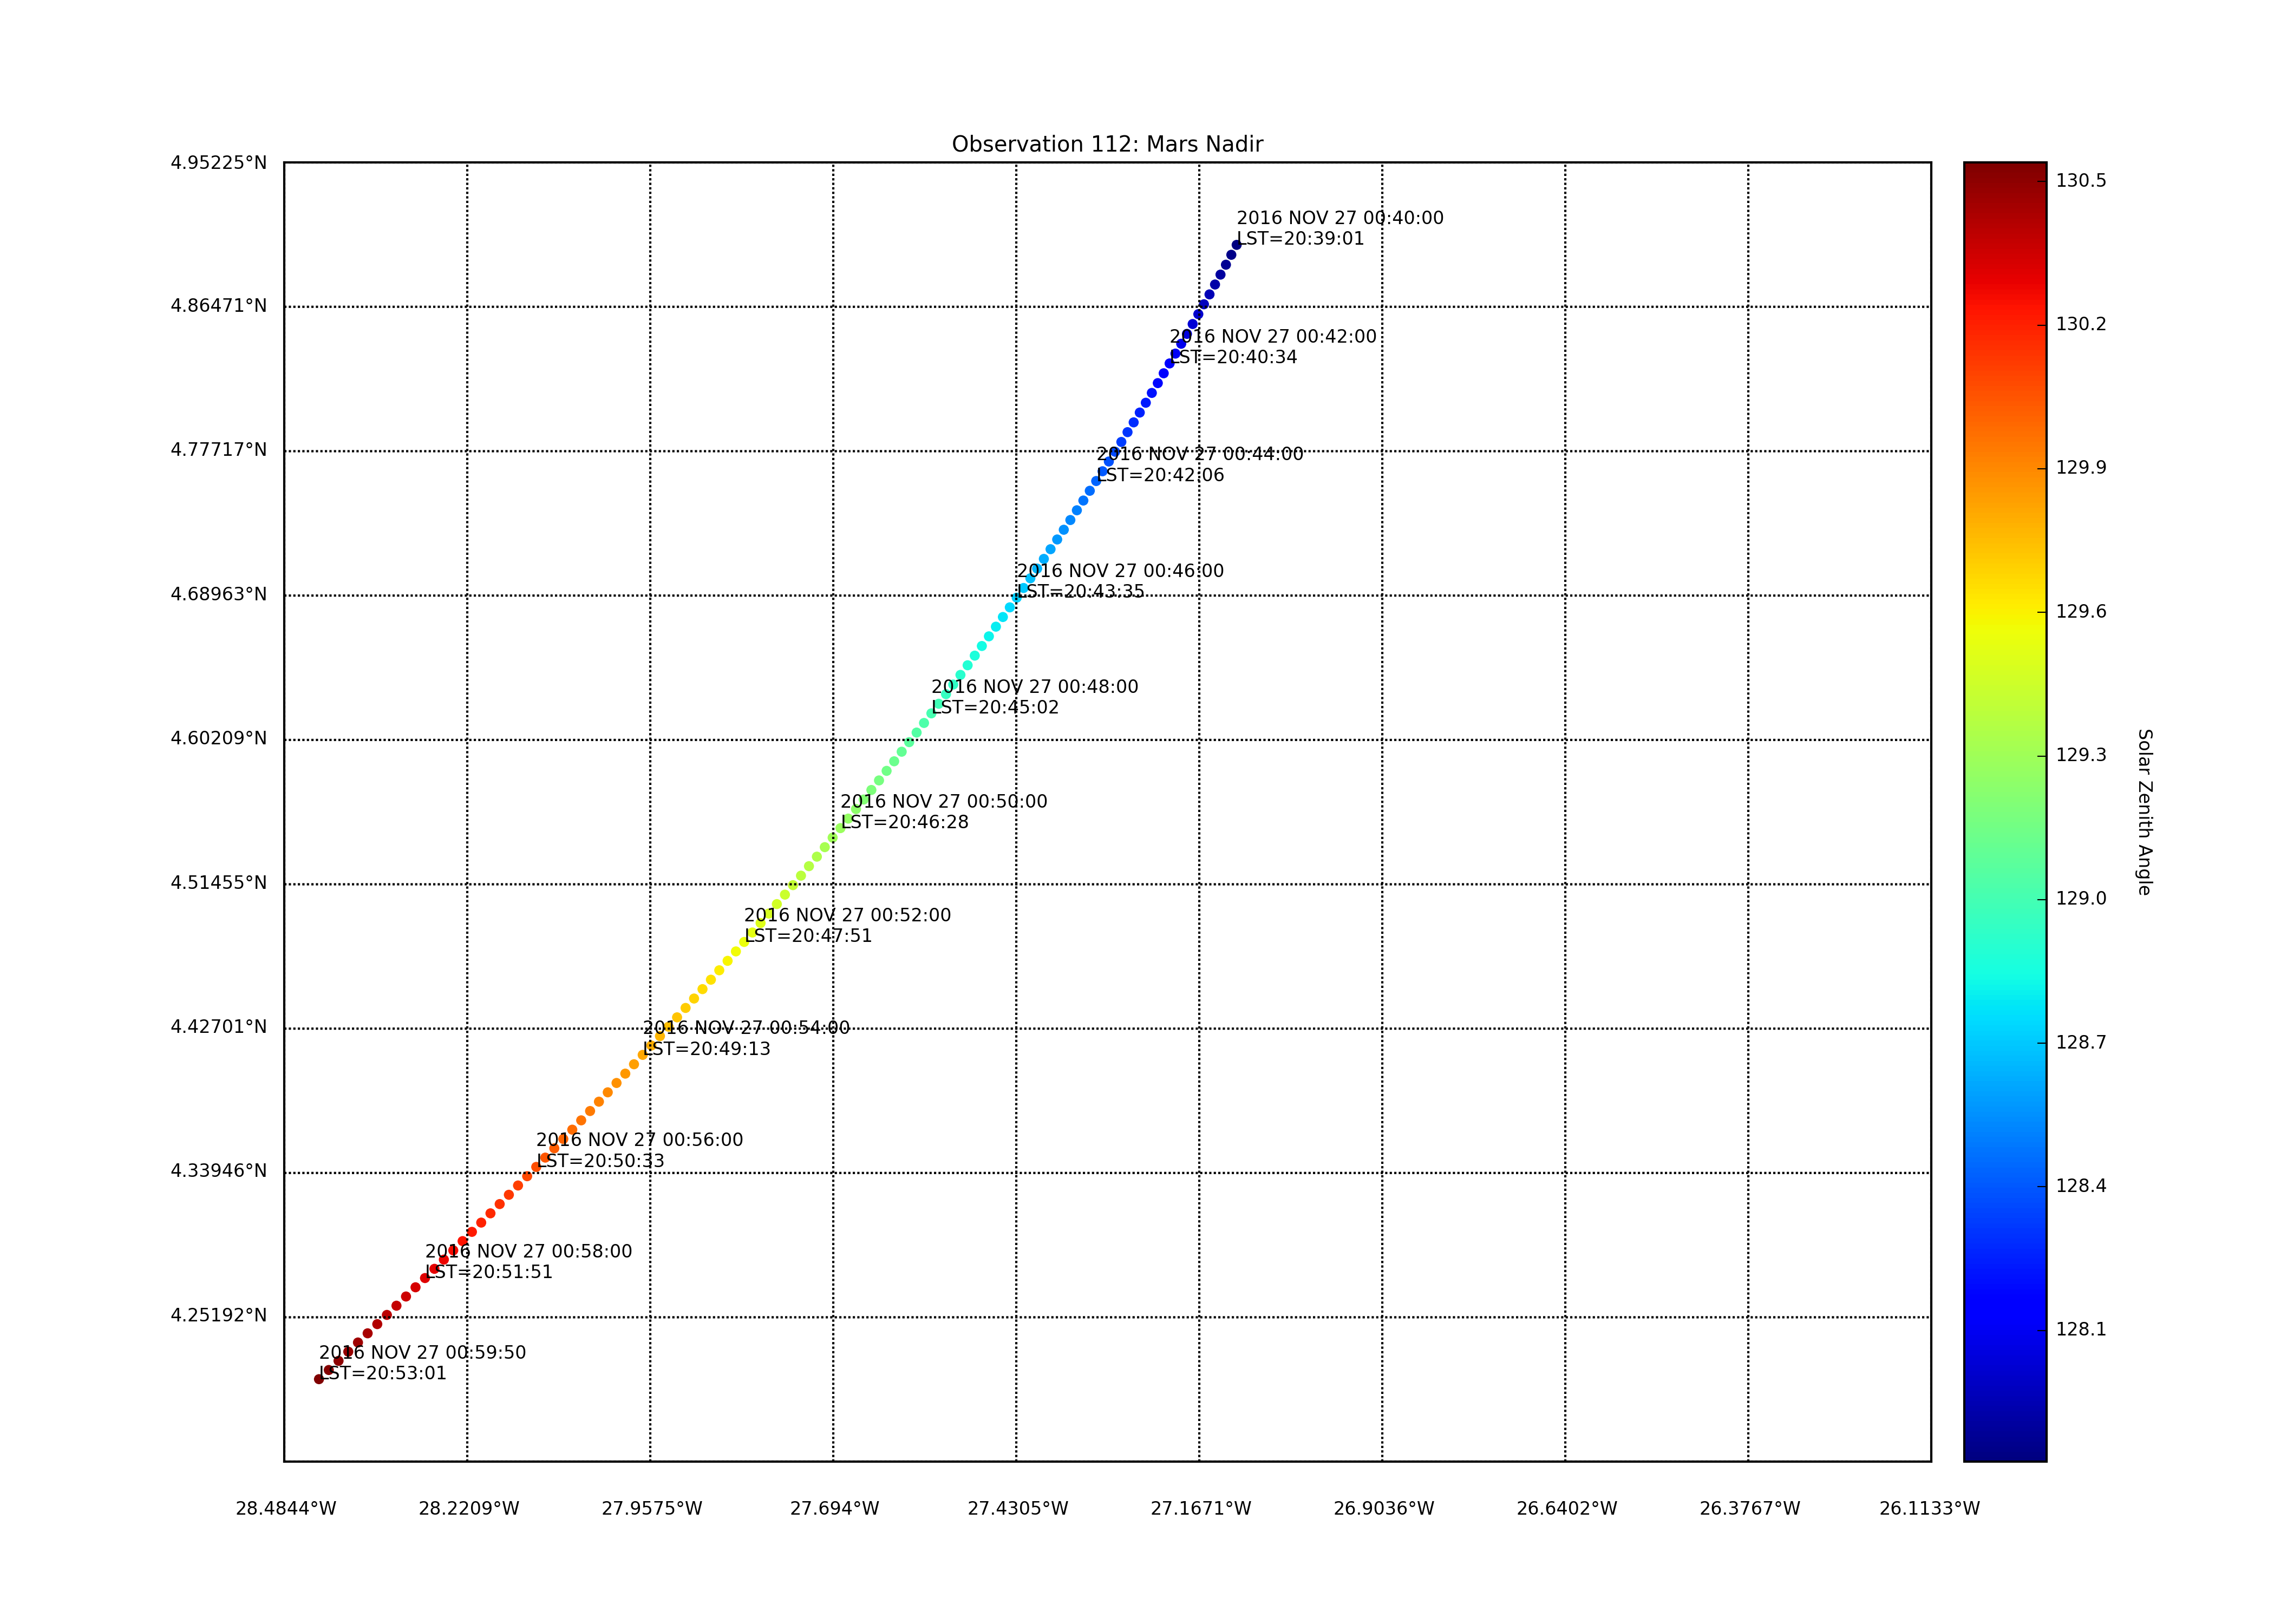 Observation 112: Mars Nadir
4.95225°N
4.86471°N
4.77717°N
4.68963°N
4.60209°N
4.51455°N
4.42701°N
4.33946°N
4.25192°N
2016 NOV 27 00:40:00
LST=20:39:01
2016 NOV 27 00:42:00
LST=20:40:34
2016 NOV 27 00:44:00
LST=20:42:06
2016 NOV 27 00:46:00
LST=20:43:35
2016 NOV 27 00:48:00
LST=20:45:02
2016 NOV 27 00:50:00
LST=20:46:28
2016 NOV 27 00:52:00
LST=20:47:51
2016 NOV 27 00:54:00
LST=20:49:13
2016 NOV 27 00:56:00
LST=20:50:33
2016 NOV 27 00:58:00
LST=20:51:51
2016 NOV 27 00:59:50
LST=20:53:01
28.4844°W 28.2209°W 27.9575°W 27.694°W 27.4305°W 27.1671°W 26.9036°W 26.6402°W 26.3767°W 26.1133°W
130.5
130.2
129.9
129.6
129.3
129.0
128.7
128.4
128.1
Solar Zenith Angle